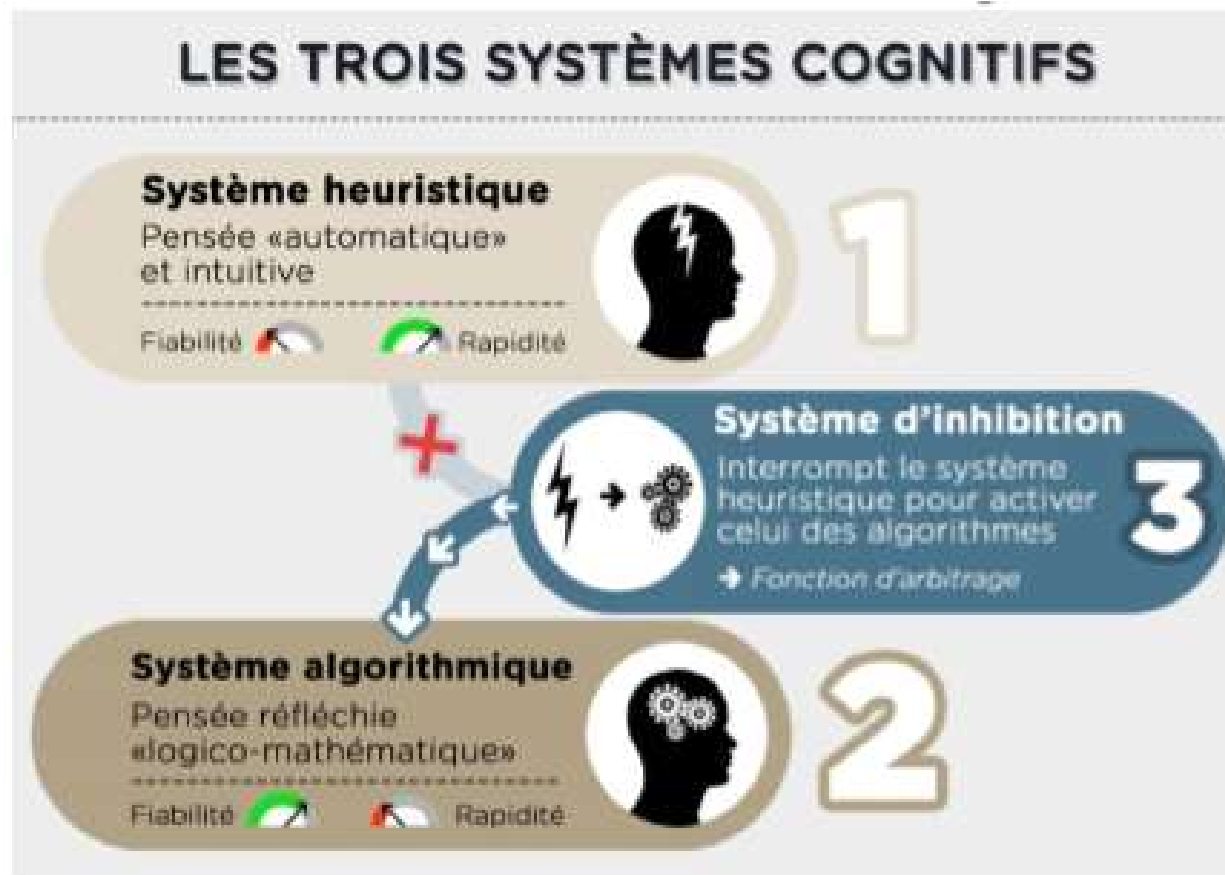 LES TROIS SYSTÈMES COGNITIFS
Système heuristique
Pensée «automatique»
et intuitive
Fiabilité Rapidité
1
Système d'inhibition
Interrompt le système
heuristique pour activer
celui des algorithmes
➔ Fonction d'arbitrage
3
Système algorithmique
Pensée réfléchie
«logico-mathématique»
Fiabilité Rapidité
2